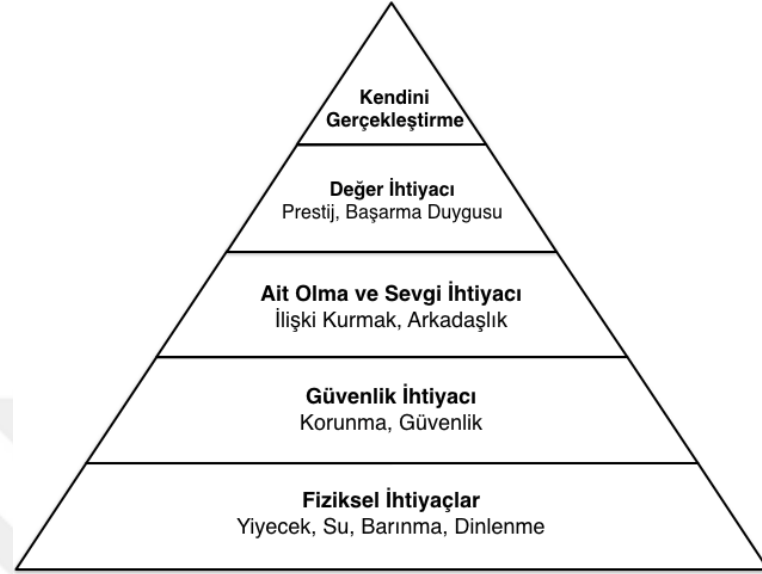 Kendini
Gerçekleştirme
Değer İhtiyacı
Prestij, Başarma Duygusu
Ait Olma ve Sevgi İhtiyacı
İlişki Kurmak, Arkadaşlık
Güvenlik İhtiyacı
Korunma, Güvenlik
Fiziksel İhtiyaçlar
Yiyecek, Su, Barınma, Dinlenme